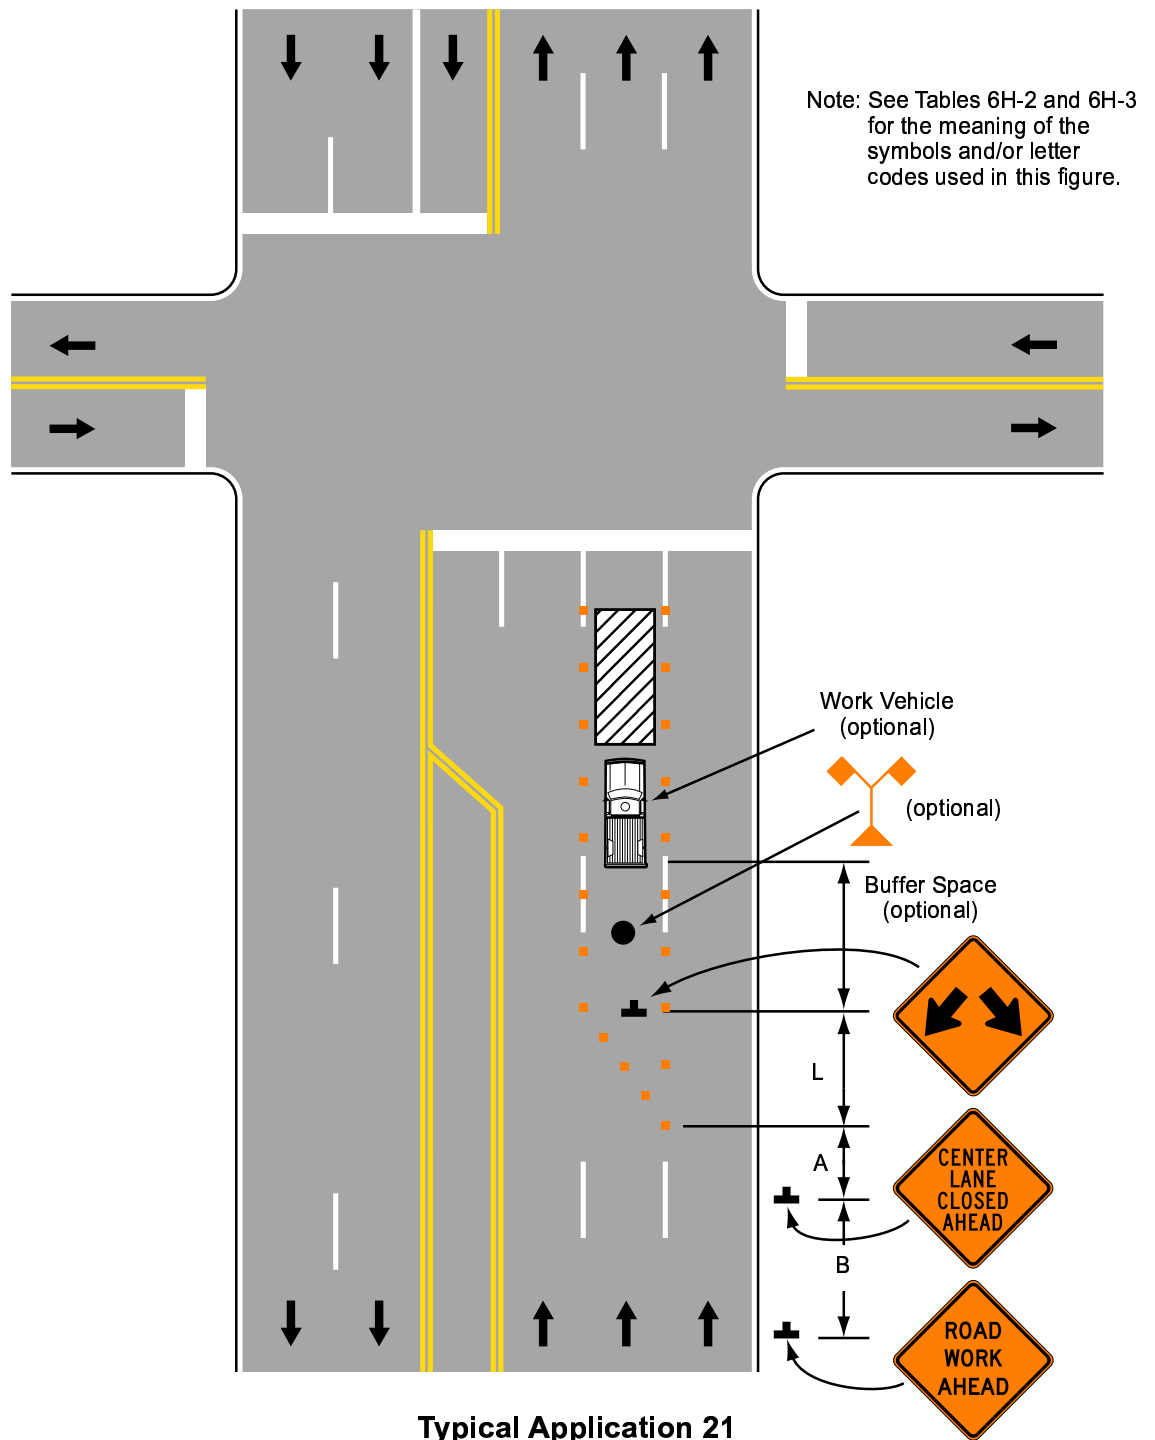 Note: See Tables 6H-2 and 6H-3
for the meaning of the
symbols and/or letter
codes used in this figure.
Work Vehicle
(optional)
(optional)
Buffer Space
(optional)
L
A
CENTER
LANE
CLOSED
AHEAD
B
ROAD
WORK
AHEAD
Typical Application 21